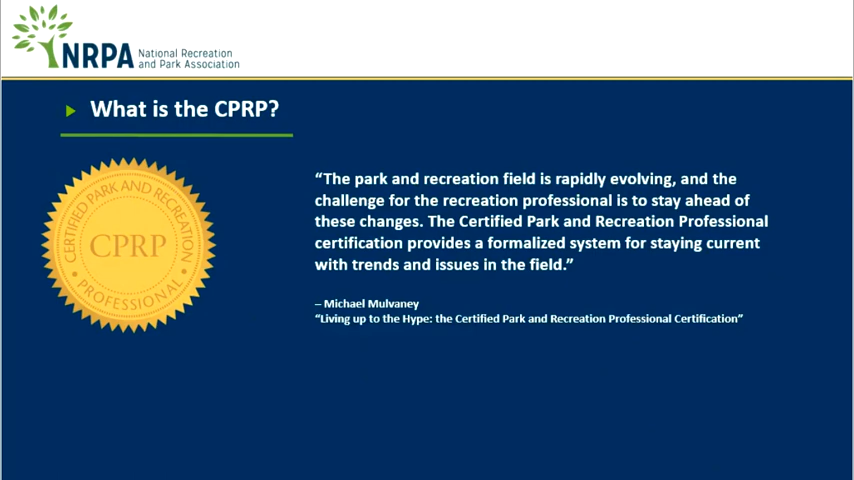 NRPA
National Recreation
and Park Association
What is the CPRP?
CERTIFIED PARK AND RECREATION
CPRP
• PROFESSIONAL •
“The park and recreation field is rapidly evolving, and the
challenge for the recreation professional is to stay ahead of
these changes. The Certified Park and Recreation Professional
certification provides a formalized system for staying current
with trends and issues in the field.”
– Michael Mulvaney
“Living up to the Hype: the Certified Park and Recreation Professional Certification”